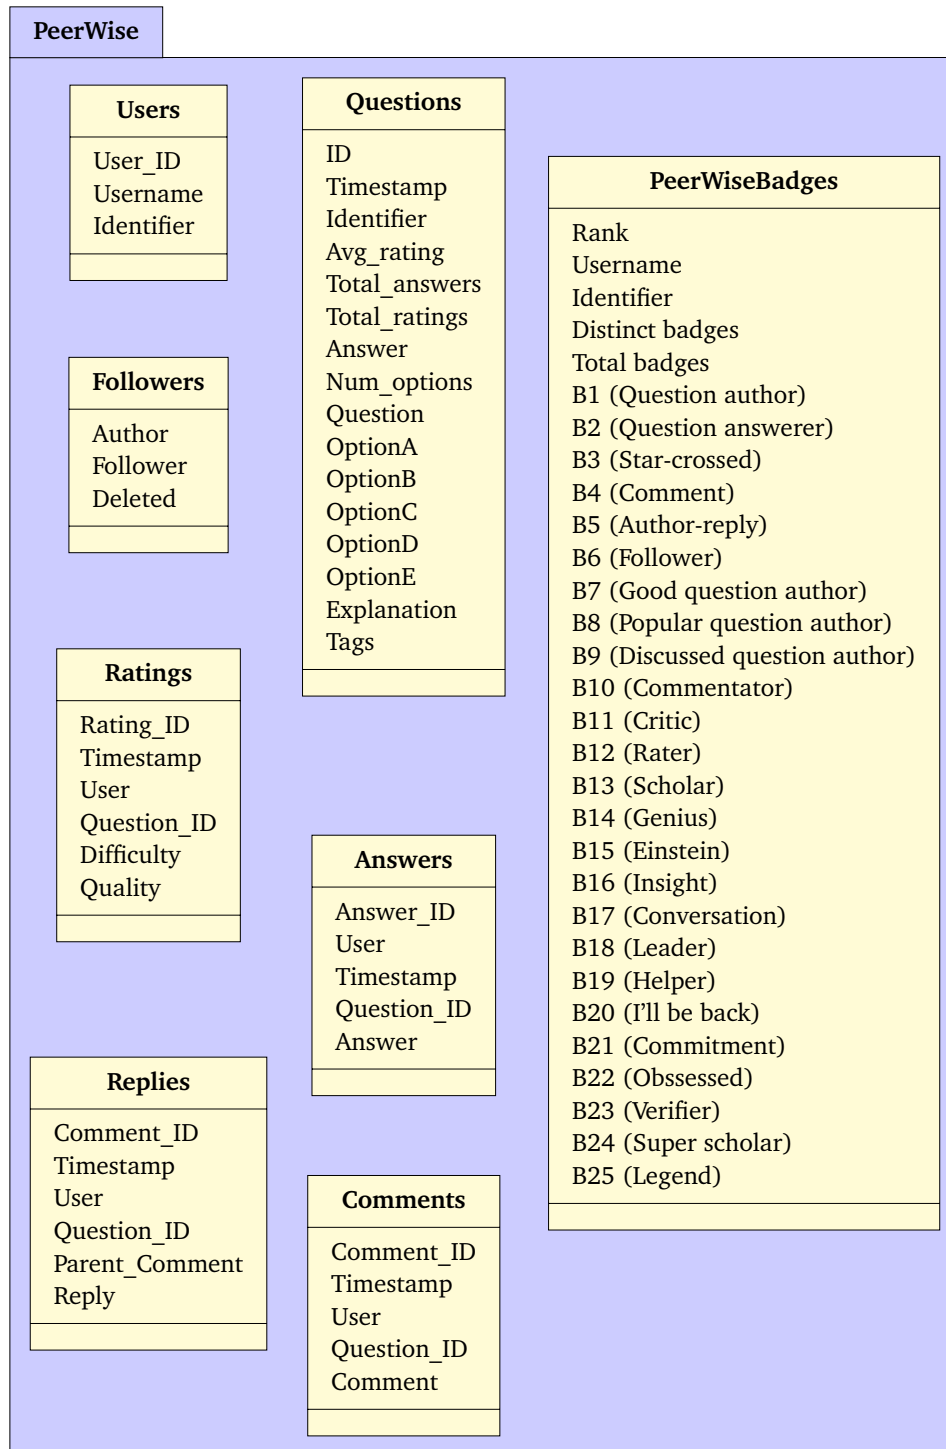 PeerWise
Users
User_ID
Username
Identifier
Followers
Author
Follower
Deleted
Ratings
Rating_ID
Timestamp
User
Question_ID
Difficulty
Quality
Replies
Comment_ID
Timestamp
User
Question_ID
Parent_Comment
Reply
Questions
ID
Timestamp
Identifier
Avg_rating
Total_answers
Total_ratings
Answer
Num_options
Question
OptionA
OptionB
OptionC
OptionD
OptionE
Explanation
Tags
Answers
Answer_ID
User
Timestamp
Question_ID
Answer
Comments
Comment_ID
Timestamp
User
Question_ID
Comment
PeerWiseBadges
Rank
Username
Identifier
Distinct badges
Total badges
B1 (Question author)
B2 (Question answerer)
B3 (Star-crossed)
B4 (Comment)
B5 (Author-reply)
B6 (Follower)
B7 (Good question author)
B8 (Popular question author)
B9 (Discussed question author)
B10 (Commentator)
B11 (Critic)
B12 (Rater)
B13 (Scholar)
B14 (Genius)
B15 (Einstein)
B16 (Insight)
B17 (Conversation)
B18 (Leader)
B19 (Helper)
B20 (I'll be back)
B21 (Commitment)
B22 (Obssessed)
B23 (Verifier)
B24 (Super scholar)
B25 (Legend)